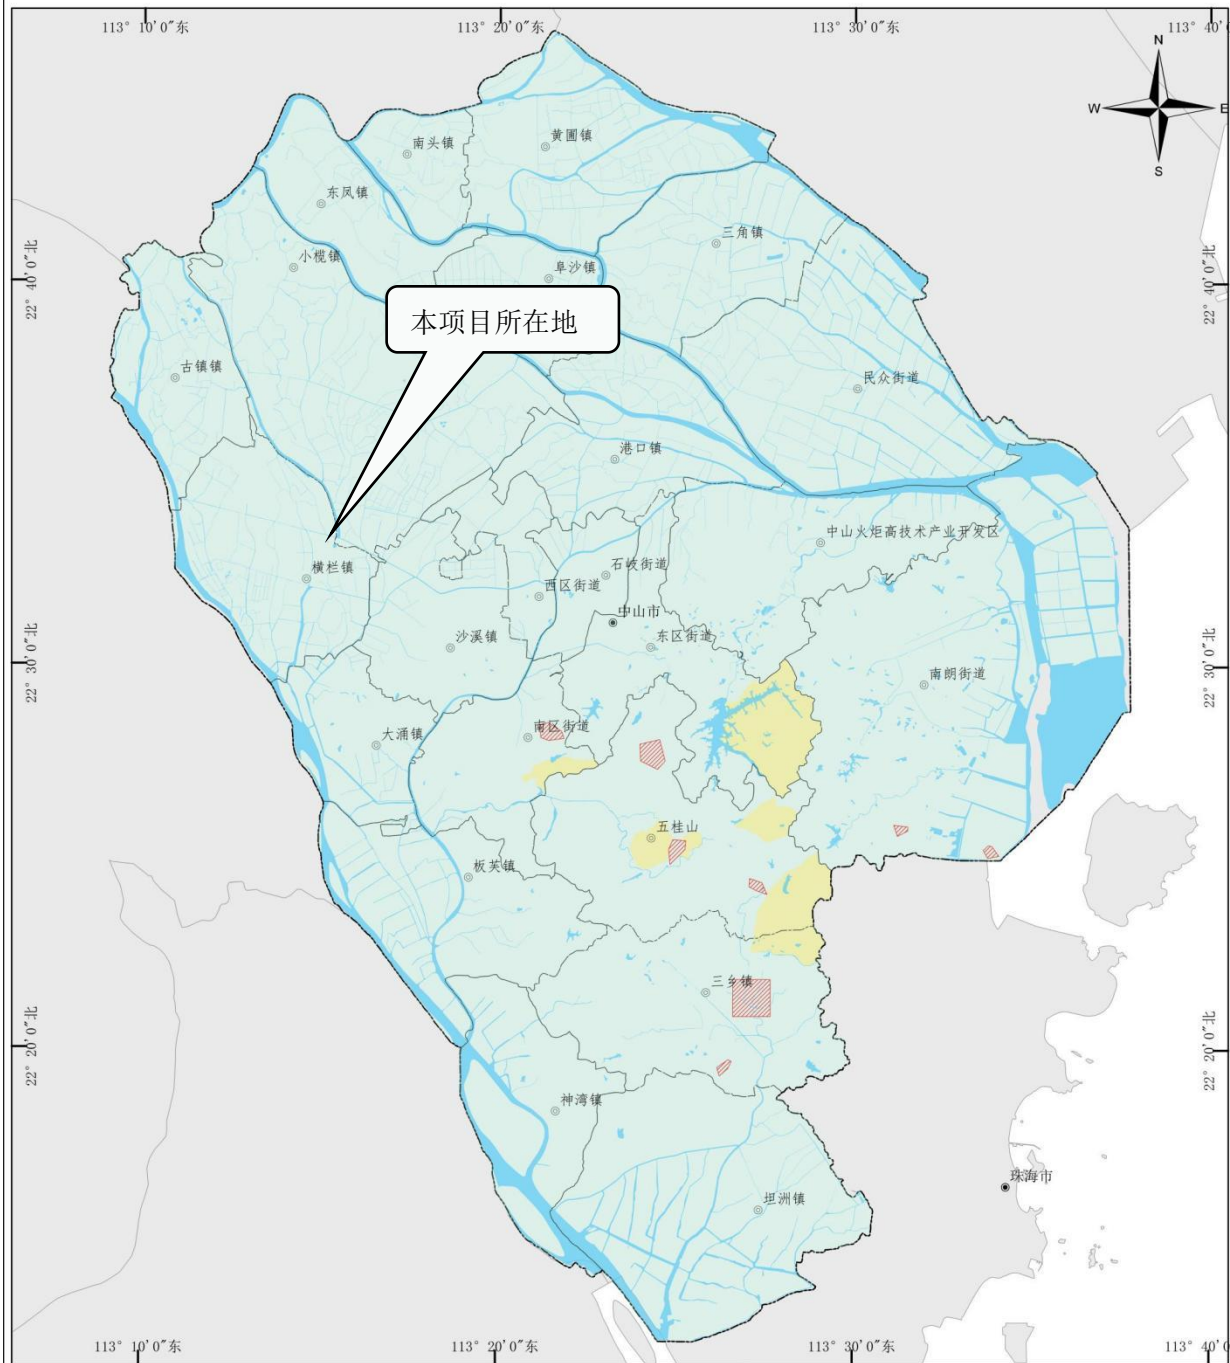 113° 10'0"东
113° 20'0"东
113° 30'0"东
113° 40'0
N
W
E
S
南头镇
黄圃镇
东凤镇
三角镇
小榄镇
阜沙镇
22° 40'0"北
22° 40'0"北
本项目所在地
古镇镇
民众街道
港口镇
中山火炬高技术产业开发区
横栏镇
石岐街道
西区街道
中山市
沙溪镇
东区街道
22° 30'0"北
22° 30'0"北
南朗街道
大涌镇
南区街道
五桂山
板芙镇
三乡镇
22° 20'0"北
22° 20'0"北
神湾镇
珠海市
坦洲镇
113° 10'0"东
113° 20'0"东
113° 30'0"东
113° 40'0